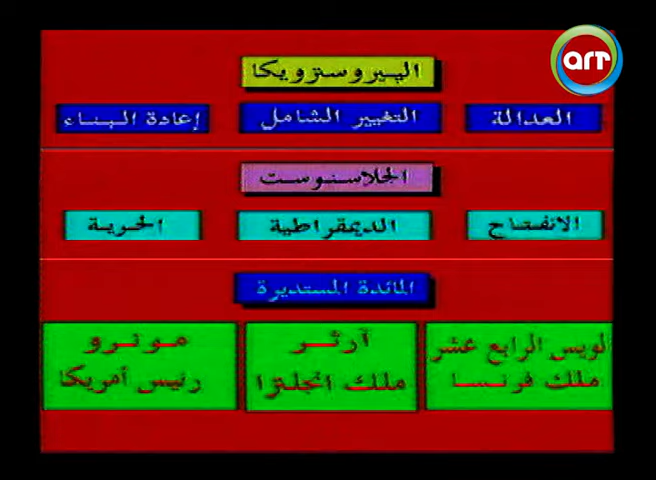 art
البيروسترويكا
العدالة التغيير الشامل إعادة البناء
الجلاسنوست
الانفتاح الديمقراطية الحرية
المائدة المستديرة
لويس الرابع عشر
ملك فرنسا
آرثر
ملك انجلترا
مونرو
رئيس أمريكا